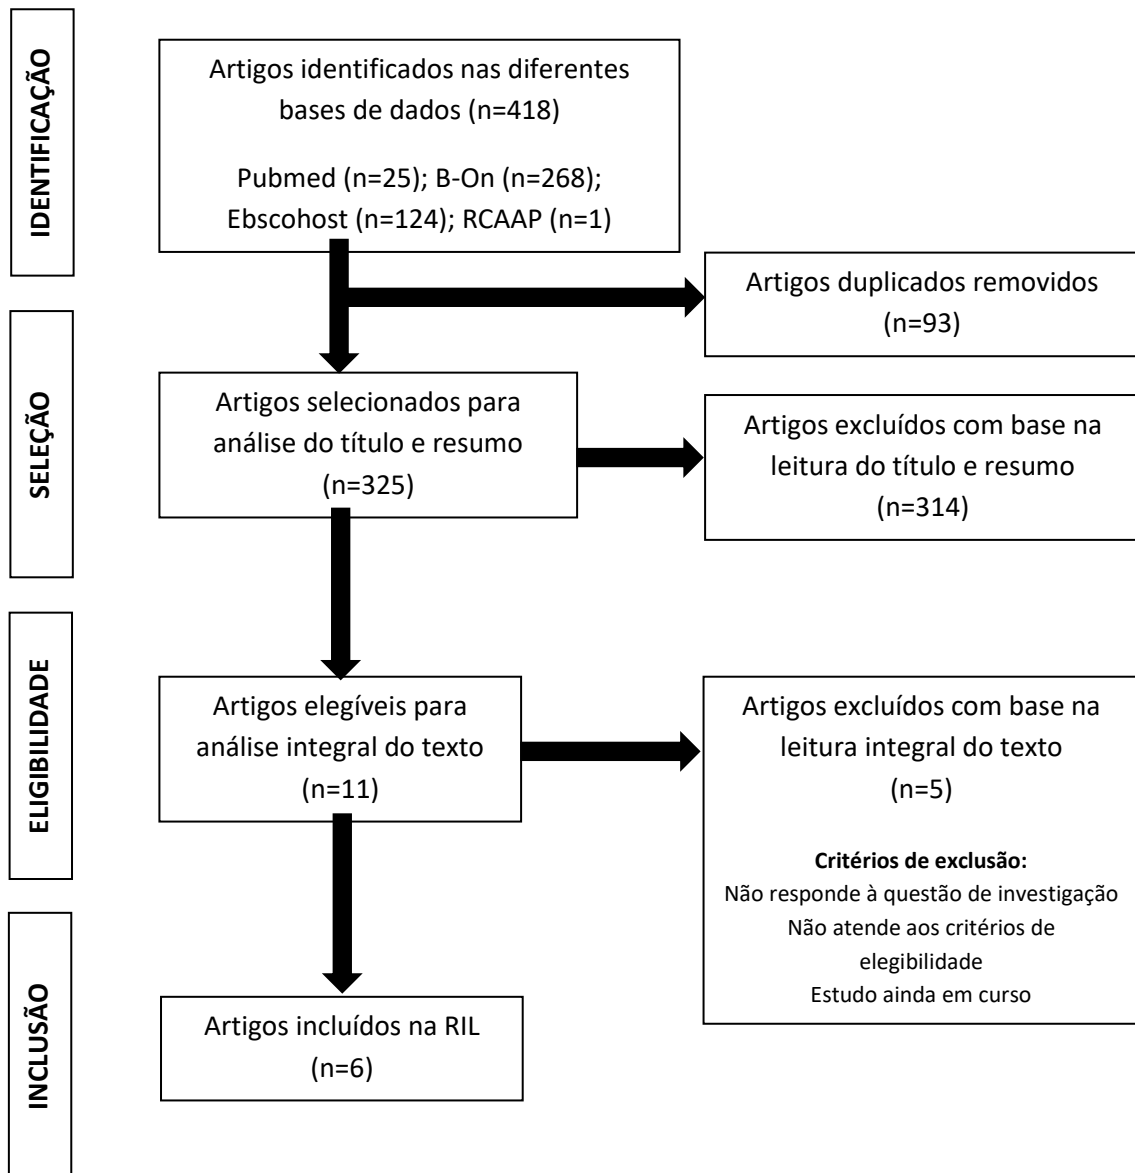 IDENTIFICAÇÃO
Artigos identificados nas diferentes
bases de dados (n=418)
Pubmed (n=25); B-On (n=268);
Ebscohost (n=124); RCAAP (n=1)
Artigos duplicados removidos
(n=93)
SELEÇÃO
Artigos selecionados para
análise do título e resumo
(n=325)
Artigos excluídos com base na
leitura do título e resumo
(n=314)
ELIGIBILIDADE
Artigos elegíveis para
análise integral do texto
(n=11)
Artigos excluídos com base na
leitura integral do texto
(n=5)
Critérios de exclusão:
Não responde à questão de investigação
Não atende aos critérios de
elegibilidade
Estudo ainda em curso
INCLUSÃO
Artigos incluídos na RIL
(n=6)